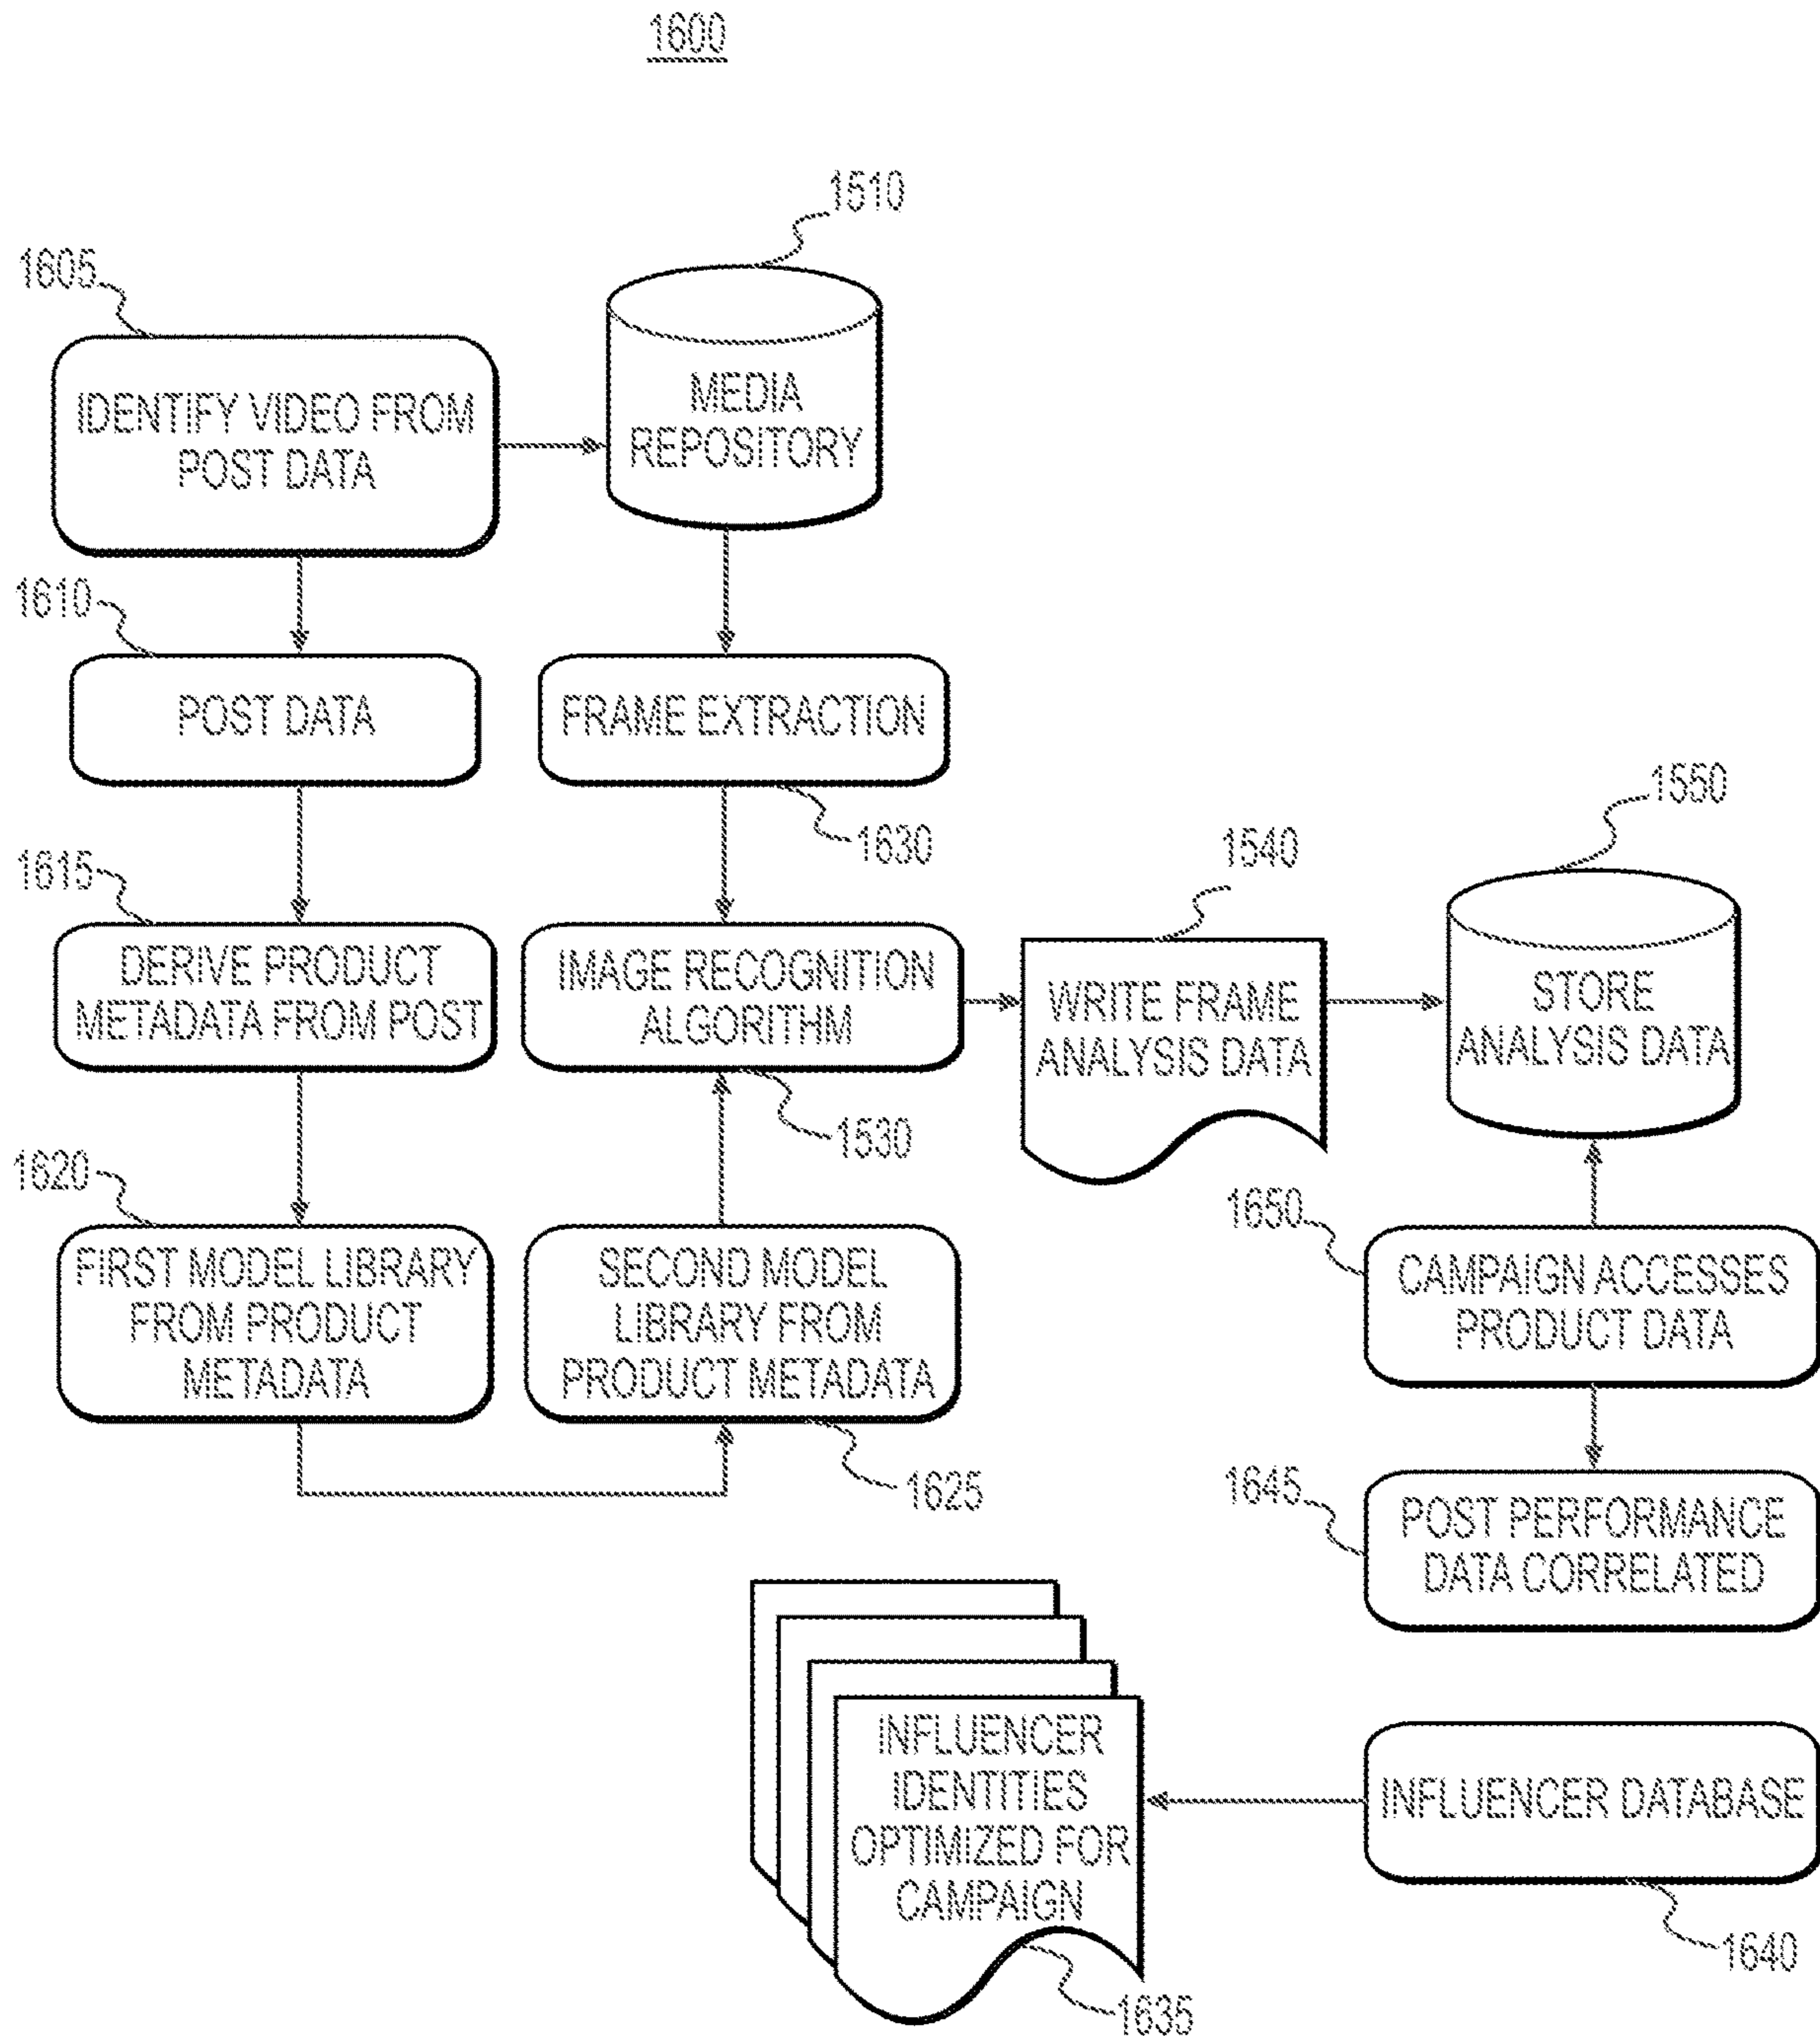 1600
1510
1605
IDENTIFY VIDEO FROM
POST DATA
MEDIA
REPOSITORY
1610
POST DATA
FRAME EXTRACTION
1630
1550
1540
1615
DERIVE PRODUCT
METADATA FROM POST
IMAGE RECOGNITION
ALGORITHM
WRITE FRAME
ANALYSIS DATA
STORE
ANALYSIS DATA
1530
1620
FIRST MODEL LIBRARY
FROM PRODUCT
METADATA
SECOND MODEL
LIBRARY FROM
PRODUCT METADATA
1625
1650
CAMPAIGN ACCESSES
PRODUCT DATA
1645
POST PERFORMANCE
DATA CORRELATED
INFLUENCER
IDENTITIES
OPTIMIZED FOR
CAMPAIGN
1635
INFLUENCER DATABASE
1640